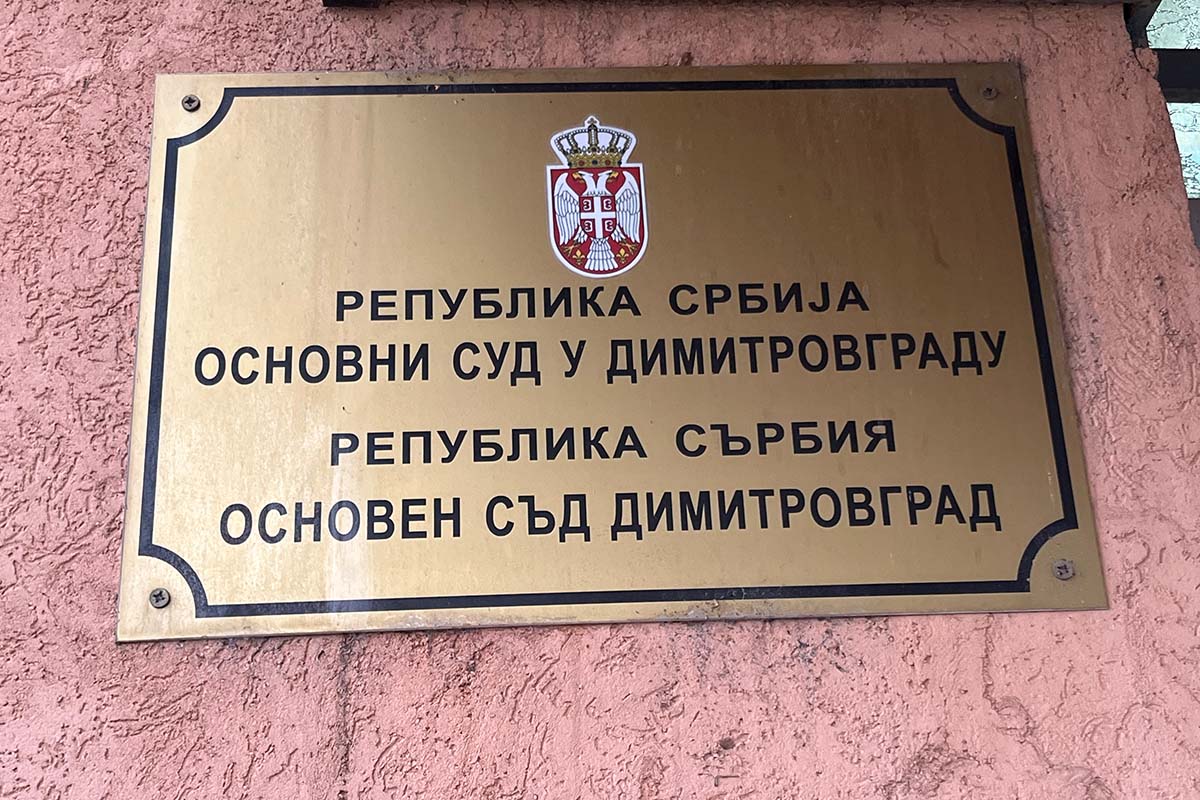 РЕПУБЛИКА СРБИЈА
ОСНОВНИ СУД У ДИМИТРОВГРАДУ
РЕПУБЛИКА СЪРБИЯ
ОСНОВЕН СЪД ДИМИТРОВГРАД